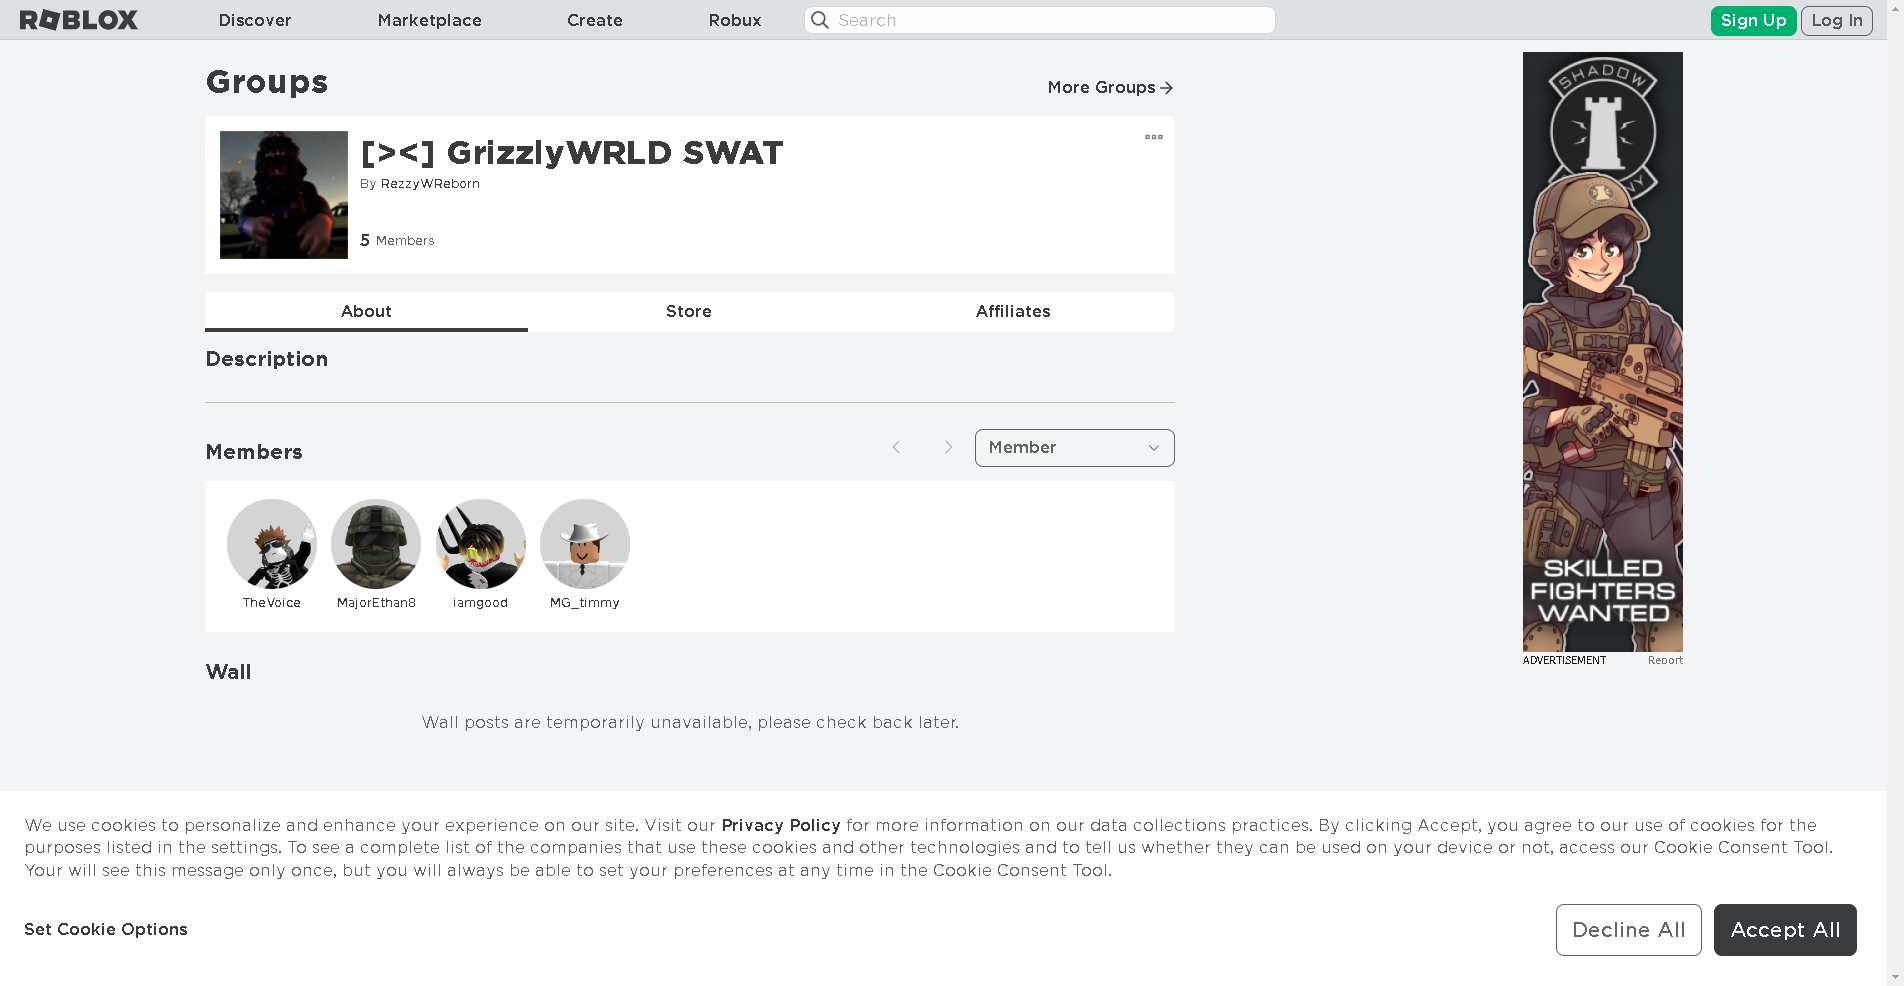 ROBLOX
Discover
Marketplace
Create
Robux
Search
Sign Up
Log In
Groups
More Groups
[><] GrizzlyWRLD SWAT
By RezzyWReborn
5 Members
About
Store
Affiliates
Description
Members
Member
TheVoice
MajorEthan8
iamgood
MG_timmy
Wall
Wall posts are temporarily unavailable, please check back later.
SHADOW
SKILLED
FIGHTERS
WANTED
ADVERTISEMENT
Report
We use cookies to personalize and enhance your experience on our site. Visit our Privacy Policy for more information on our data collections practices. By clicking Accept, you agree to our use of cookies for the
purposes listed in the settings. To see a complete list of the companies that use these cookies and other technologies and to tell us whether they can be used on your device or not, access our Cookie Consent Tool.
Your will see this message only once, but you will always be able to set your preferences at any time in the Cookie Consent Tool.
Set Cookie Options
Decline All
Accept All